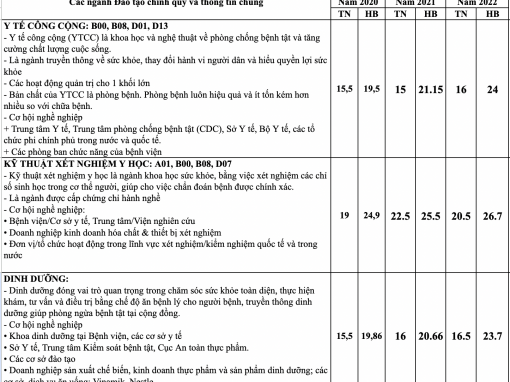 Các ngành Đào tạo chính quy và thông tin chung
Năm 2020 Năm 2021 Năm 2022
TN HB TN HB TN HB
Y TẾ CÔNG CỘNG: B00, B08, D01, D13
- Y tế công cộng (YTCC) là khoa học và nghệ thuật về phòng chống bệnh tật và tăng
cường chất lượng cuộc sống.
- Là ngành truyền thông về sức khỏe, thay đổi hành vi người dân và hiểu quyền lợi sức
khỏe
- Các hoạt động quản trị cho 1 khối lớn
- Bản chất của YTCC là phòng bệnh. Phòng bệnh luôn hiệu quả và ít tốn kém hơn
nhiều so với chữa bệnh.
- Cơ hội nghề nghiệp
+ Trung tâm Y tế, Trung tâm phòng chống bệnh tật (CDC), Sở Y tế, Bộ Y tế, các tổ
chức phi chính phủ trong nước và quốc tế.
+ Các phòng ban chức năng của bệnh viện
15,5 19,5 15 21.15 16 24
KỸ THUẬT XÉT NGHIỆM Y HỌC: A01, B00, B08, D07
- Kỹ thuật xét nghiệm y học là ngành khoa học sức khỏe, bằng việc xét nghiệm các chỉ
số sinh học trong cơ thể người, giúp cho việc chẩn đoán bệnh được chính xác.
- Là ngành được cấp chứng chỉ hành nghề
- Cơ hội nghề nghiệp:
• Bệnh viện/Cơ sở y tế, Trung tâm/Viện nghiên cứu
• Doanh nghiệp kinh doanh hóa chất & thiết bị xét nghiệm
• Đơn vị/tổ chức hoạt động trong lĩnh vực xét nghiệm/kiểm nghiệm quốc tế và trong
nước
19 24,9 22.5 25.5 20.5 26.7
DINH DƯỠNG:
- Dinh dưỡng đóng vai trò quan trọng trong chăm sóc sức khỏe toàn diện, thực hiện
khám, tư vấn và điều trị bằng chế độ ăn bệnh lý cho người bệnh, truyền thông dinh
dưỡng giúp phòng ngừa bệnh tật tại cộng đồng.
- Cơ hội nghề nghiệp
• Khoa dinh dưỡng tại Bệnh viện, các cơ sở y tế
• Sở Y tế, Trung tâm Kiểm soát bệnh tật, Cục An toàn thực phẩm.
• Các cơ sở đào tạo
• Doanh nghiệp sản xuất chế biến, kinh doanh thực phẩm và sản phẩm dinh dưỡng; các
cơ sở, dịch vụ ăn uống: Vinamilk, Nestle
15,5 19,86 16 20.66 16.5 23.7